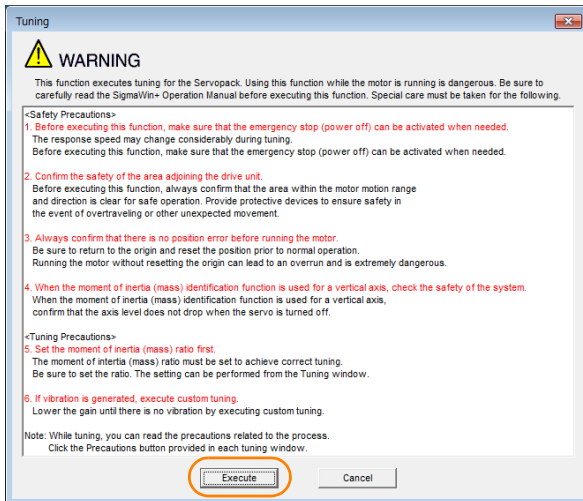 Tuning
WARNING
This function executes tuning for the Servopack. Using this function while the motor is running is dangerous. Be sure to
carefully read the SigmaWin+ Operation Manual before executing this function. Special care must be taken for the following.
<Safety Precautions>
1. Before executing this function, make sure that the emergency stop (power off) can be activated when needed.
The response speed may change considerably during tuning.
Before executing this function, make sure that the emergency stop (power off) can be activated when needed.
2. Confirm the safety of the area adjoining the drive unit.
Before executing this function, always confirm that the area within the motor motion range
and direction is clear for safe operation. Provide protective devices to ensure safety in
the event of overtraveling or other unexpected movement.
3. Always confirm that there is no position error before running the motor.
Be sure to return to the origin and reset the position prior to normal operation.
Running the motor without resetting the origin can lead to an overrun and is extremely dangerous.
4. When the moment of inertia (mass) identification function is used for a vertical axis, check the safety of the system.
When the moment of inertia (mass) identification function is used for a vertical axis,
confirm that the axis level does not drop when the servo is turned off.
<Tuning Precautions>
5. Set the moment of inertia (mass) ratio first.
The moment of intertia (mass) ratio must be set to achieve correct tuning.
Be sure to set the ratio. The setting can be performed from the Tuning window.
6. If vibration is generated, execute custom tuning.
Lower the gain until there is no vibration by executing custom tuning.
Note: While tuning, you can read the precautions related to the process.
Click the Precautions button provided in each tuning window.
Execute
Cancel